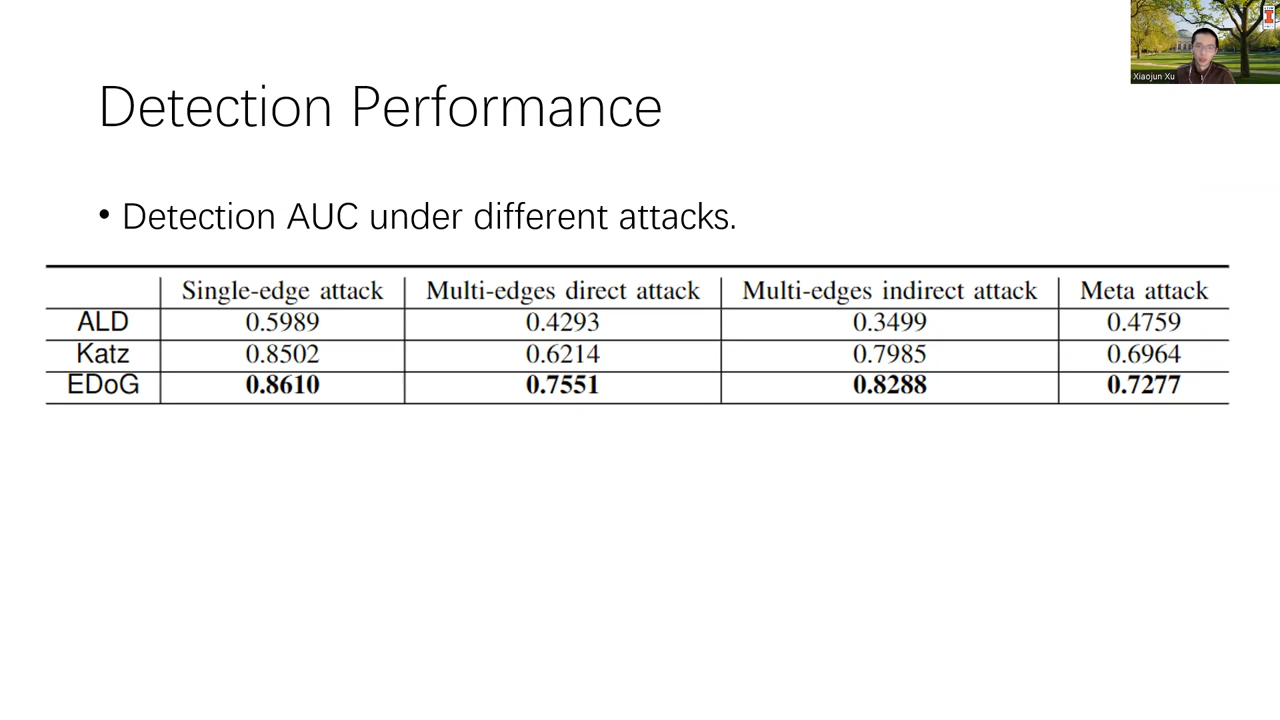 Xiaojun Xu
Detection Performance
• Detection AUC under different attacks.
Single-edge attack Multi-edges direct attack Multi-edges indirect attack Meta attack
ALD 0.5989 0.4293 0.3499 0.4759
Katz 0.8502 0.6214 0.7985 0.6964
EDoG 0.8610 0.7551 0.8288 0.7277